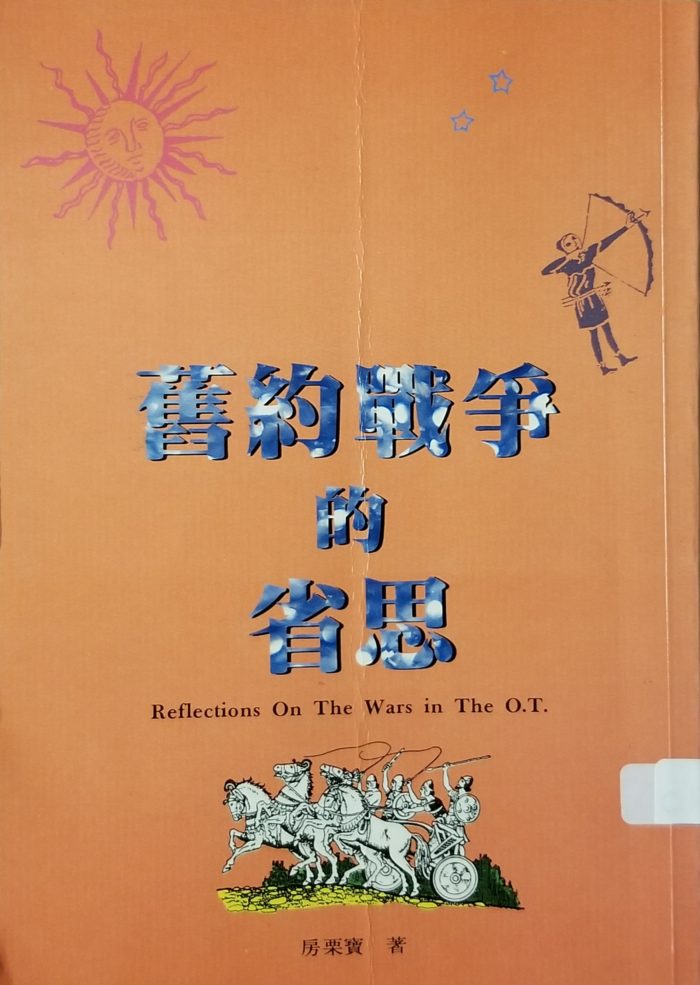 舊約戰爭
的
省思
Reflections On The Wars in The O.T.
房栗寶 著